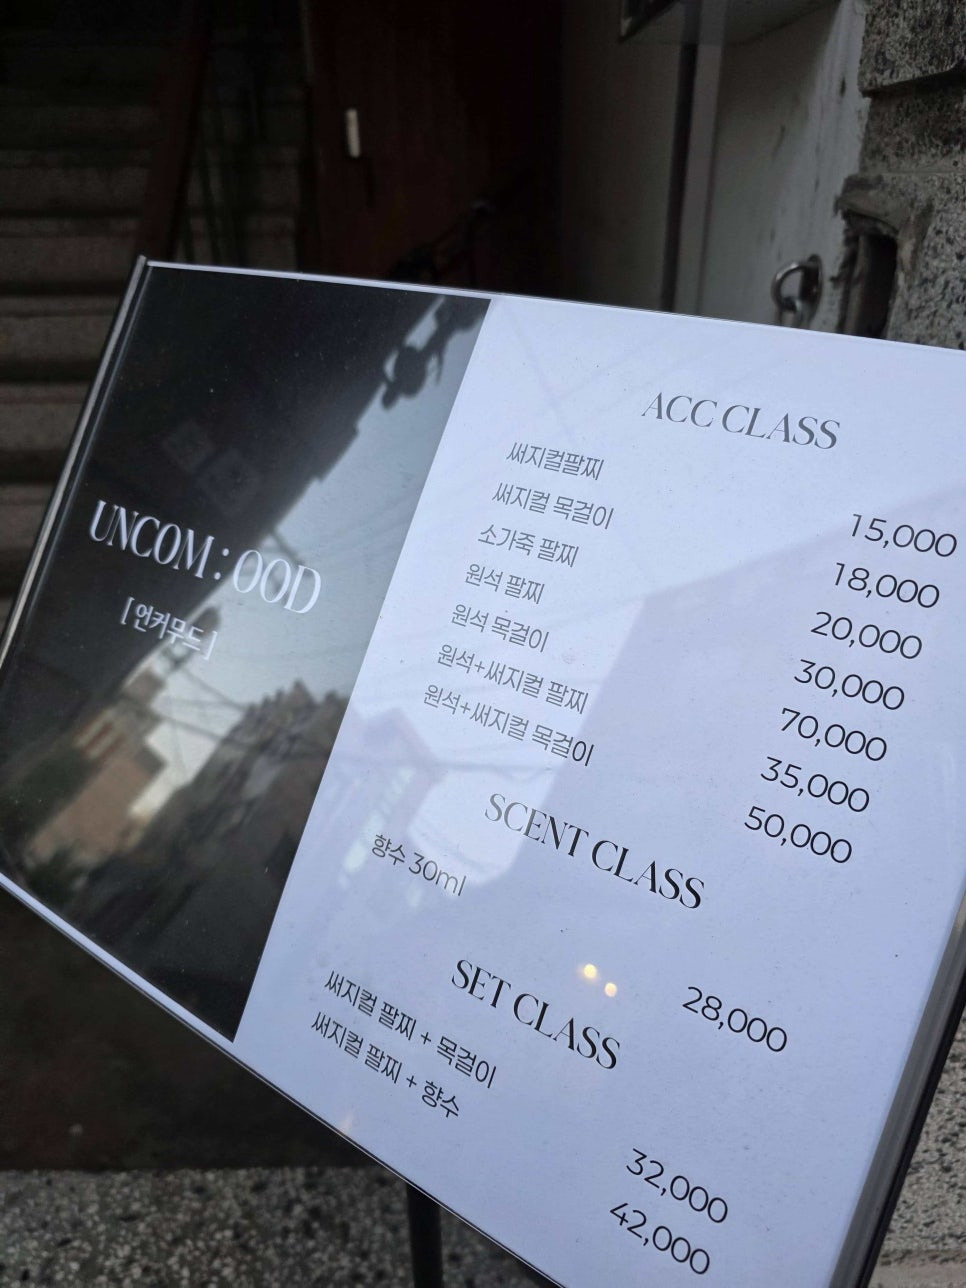 UNCOM : OOD
[ 언커무드 ]
ACC CLASS
써지컬팔찌 15,000
써지컬 목걸이 18,000
소가죽 팔찌 20,000
원석 팔찌 30,000
원석 목걸이 70,000
원석+써지컬 팔찌 35,000
원석+써지컬 목걸이 50,000
SCENT CLASS
향수 30ml 28,000
SET CLASS
써지컬 팔찌 + 목걸이 32,000
써지컬 팔찌 + 향수 42,000